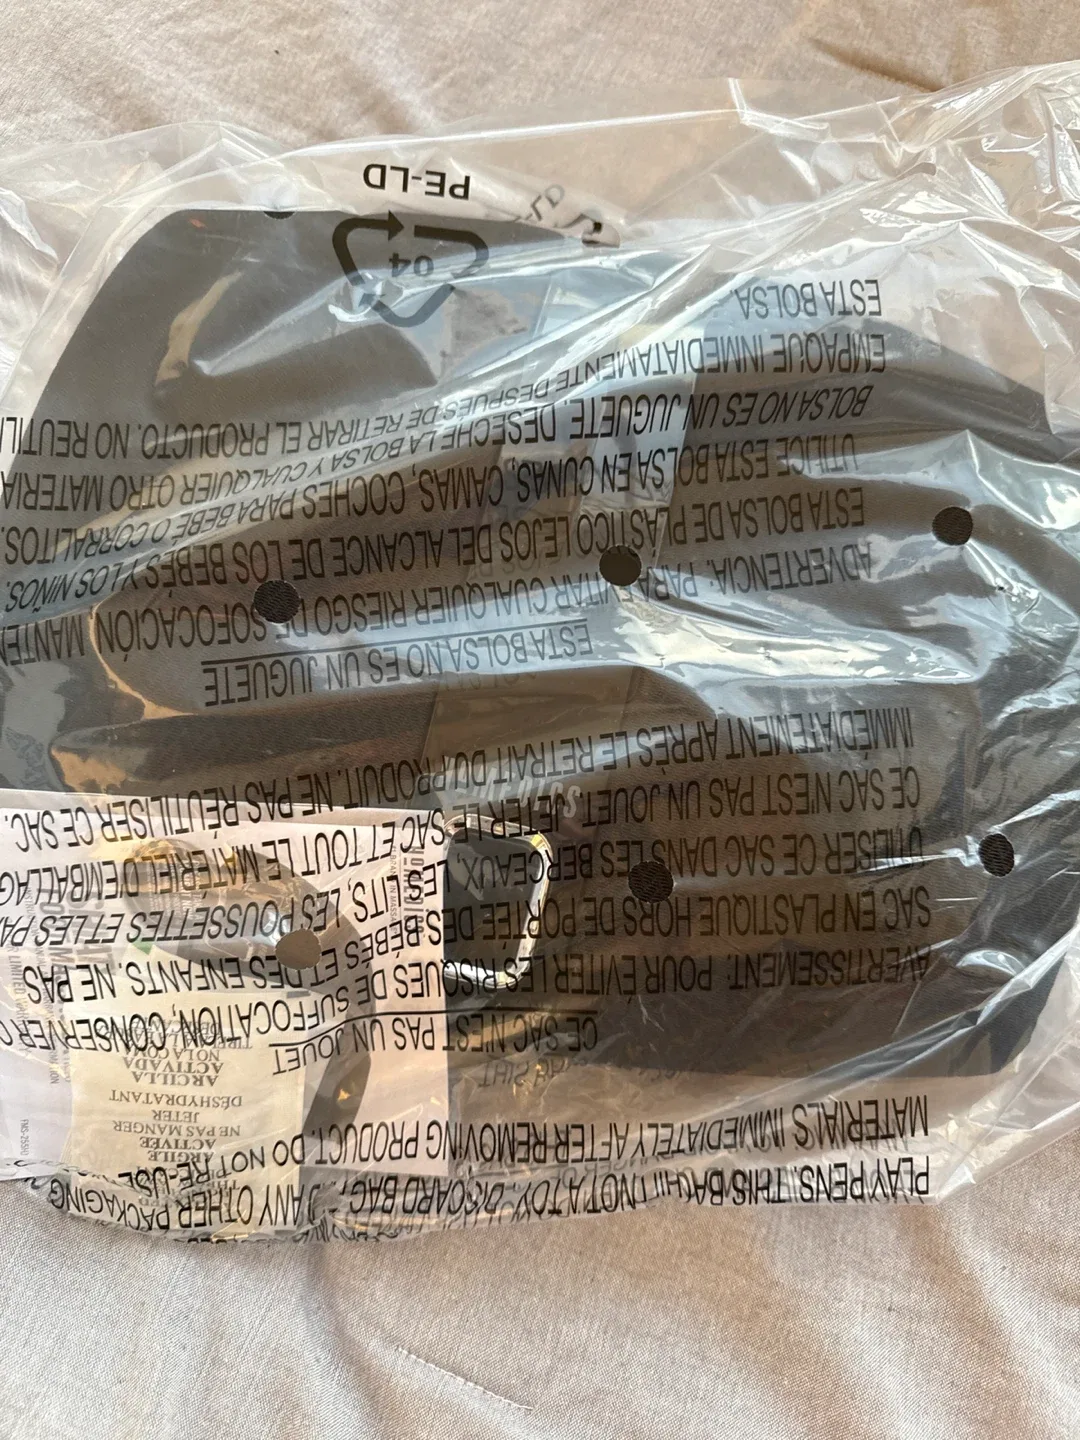 PLAY PENS. THIS BAG IS NOT A TOY. DISCARD BAG ANY OTHER PACKAGING
MATERIALS IMMEDIATELY AFTER REMOVING PRODUCT. DO NOT RE-USE
ARGILE
ACTIVÉE
NE PAS MANGER
JETER
DÉSHYDRATANT
ARCILLA
ACTIVADA
NO LA COMA
CE SAC N'EST PAS UN JOUET
AVERTISSEMENT: POUR ÉVITER LES RISQUES DE SUFFOCATION, CONSERVER C
SAC EN PLASTIQUE HORS DE PORTÉE DES BÉBÉS ET DES ENFANTS. NE PAS
UTILISER CE SAC DANS LES BERCEAUX, LES LITS, LES POUSSETTES ET LES PA
CE SAC N'EST PAS UN JOUET. JETER LE SAC ET TOUT LE MATÉRIEL D'EMBALLAG
IMMÉDIATEMENT APRÈS LE RETRAIT DU PRODUIT. NE PAS RÉUTILISER CE SAC.
ESTA BOLSA NO ES UN JUGUETE
ADVERTENCIA: PARA EVITAR CUALQUIER RIESGO DE SOFOCACIÓN MANTEN
ESTA BOLSA DE PLÁSTICO LEJOS DEL ALCANCE DE LOS BEBÉS Y LOS NIÑOS.
UTILICE ESTA BOLSA EN CUNAS, CAMAS, COCHES PARA BEBÉ O CORRALITOS.
BOLSA NO ES UN JUGUETE. DESECHE LA BOLSA Y CUALQUIER OTRO MATERIA
EMPAQUE INMEDIATAMENTE DESPUÉS DE RETIRAR EL PRODUCTO. NO REUTILI
ESTA BOLSA.
04
PE-LD